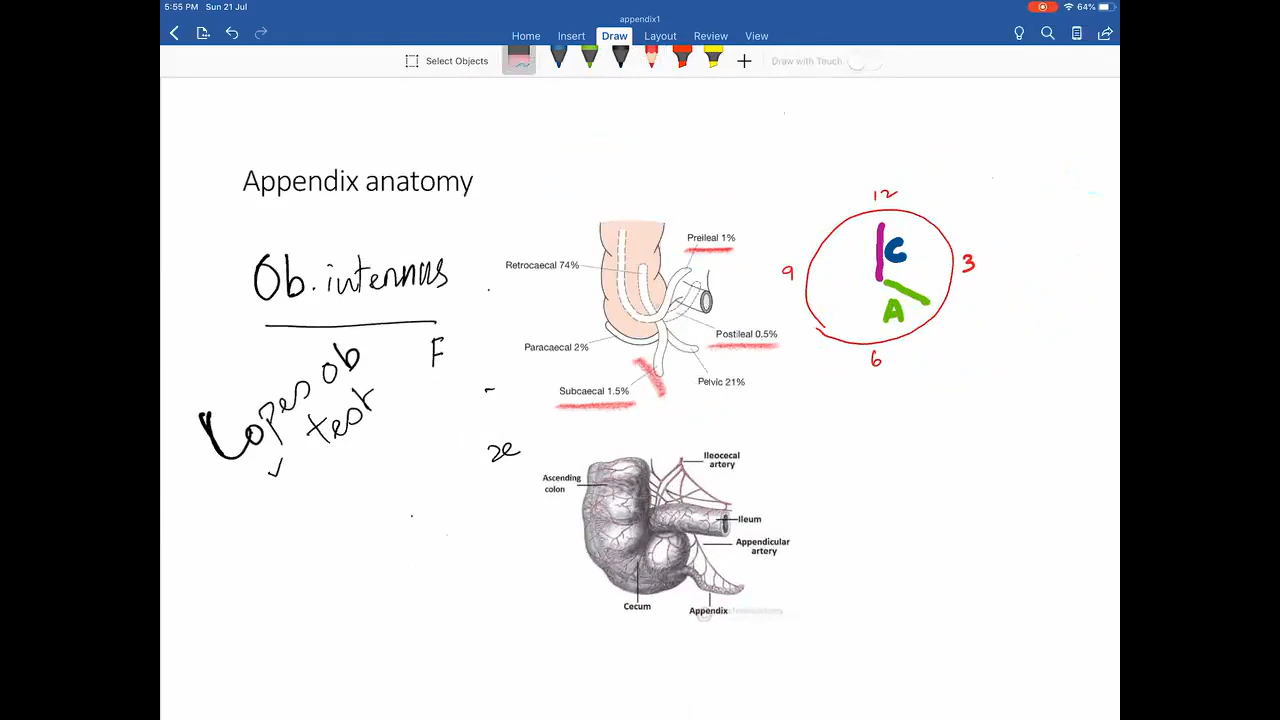 5:55 PM Sun 21 Jul
64%
appendix1
Home Insert Draw Layout Review View
Select Objects
Draw with Touch
Appendix anatomy
Ob. internus
F
Copes ob
test
Preileal 1%
Retrocaecal 74%
Postileal 0.5%
Paracaecal 2%
Pelvic 21%
Subcaecal 1.5%
12
9
C
3
A
6
Ileocecal
artery
Ascending
colon
Ileum
Appendicular
artery
Cecum
Appendix